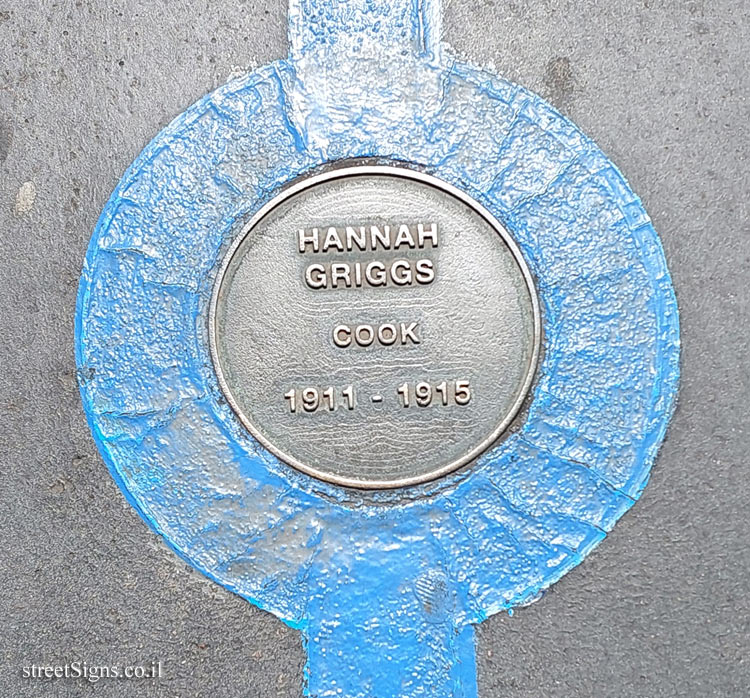 HANNAH
GRIGGS
COOK
1911 - 1915
streetSigns.co.il